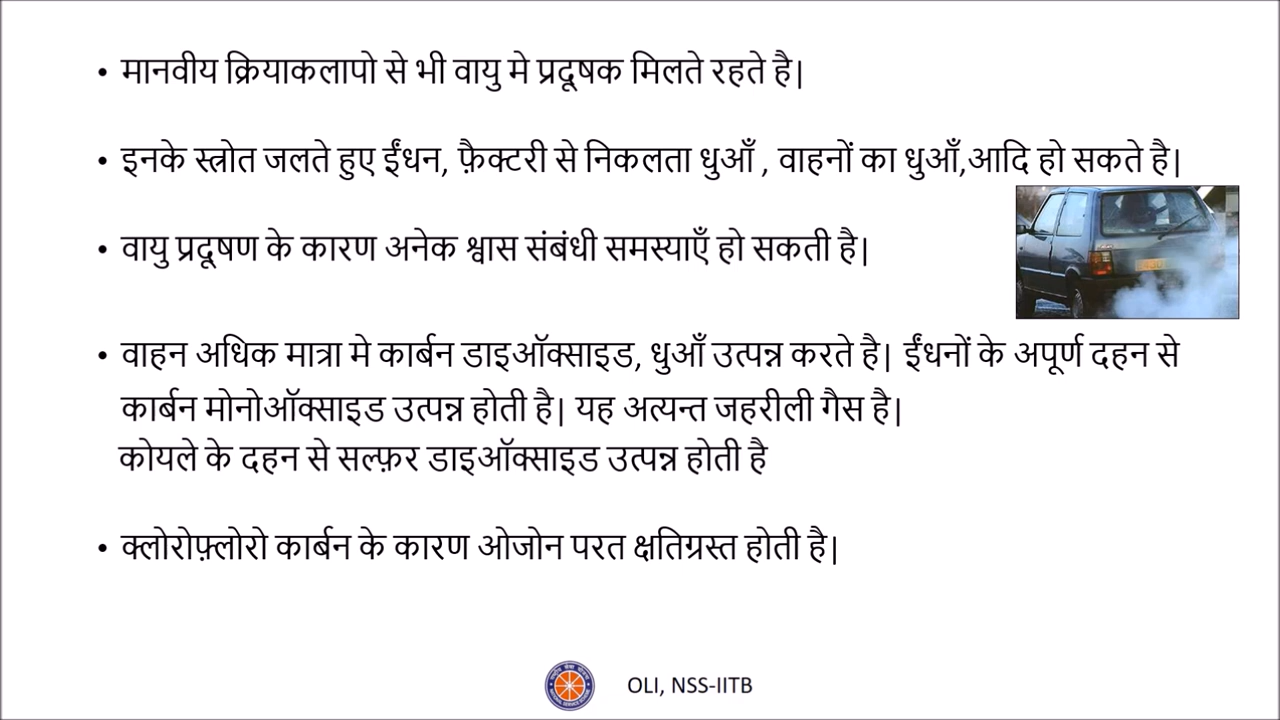 • मानवीय क्रियाकलापो से भी वायु मे प्रदूषक मिलते रहते है|
• इनके स्त्रोत जलते हुए ईंधन, फ़ैक्टरी से निकलता धुआँ , वाहनों का धुआँ,आदि हो सकते है|
• वायु प्रदूषण के कारण अनेक श्वास संबंधी समस्याएँ हो सकती है|
• वाहन अधिक मात्रा मे कार्बन डाइऑक्साइड, धुआँ उत्पन्न करते है| ईंधनों के अपूर्ण दहन से
कार्बन मोनोऑक्साइड उत्पन्न होती है| यह अत्यन्त जहरीली गैस है|
कोयले के दहन से सल्फ़र डाइऑक्साइड उत्पन्न होती है
• क्लोरोफ़्लोरो कार्बन के कारण ओजोन परत क्षतिग्रस्त होती है|
OLI, NSS-IITB